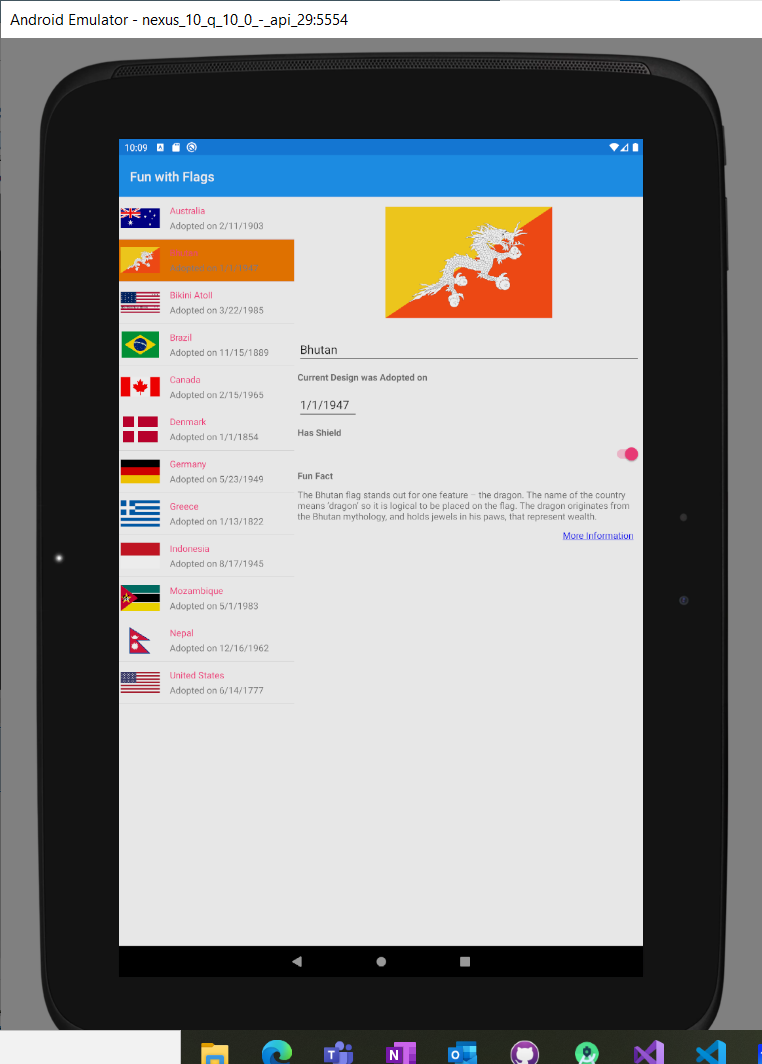 Android Emulator - nexus_10_q_10_0_-_api_29:5554
10:09
Fun with Flags
Australia
Adopted on 2/11/1903
Bhutan
Adopted on 1/1/1947
Bikini Atoll
Adopted on 3/22/1985
Brazil
Adopted on 11/15/1889
Canada
Adopted on 2/15/1965
Denmark
Adopted on 1/1/1854
Germany
Adopted on 5/23/1949
Greece
Adopted on 1/13/1822
Indonesia
Adopted on 8/17/1945
Mozambique
Adopted on 5/1/1983
Nepal
Adopted on 12/16/1962
United States
Adopted on 6/14/1777
Bhutan
Current Design was Adopted on
1/1/1947
Has Shield
Fun Fact
The Bhutan flag stands out for one feature – the dragon. The name of the country
means 'dragon' so it is logical to be placed on the flag. The dragon originates from
the Bhutan mythology, and holds jewels in his paws, that represent wealth.
More Information